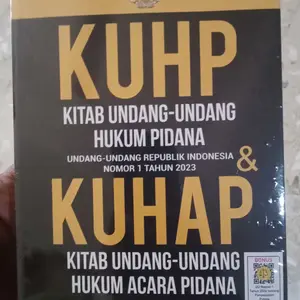 KUHP
KITAB UNDANG-UNDANG
HUKUM PIDANA
UNDANG-UNDANG REPUBLIK INDONESIA
NOMOR 1 TAHUN 2023
&
KUHAP
KITAB UNDANG-UNDANG
HUKUM ACARA PIDANA
BONUS